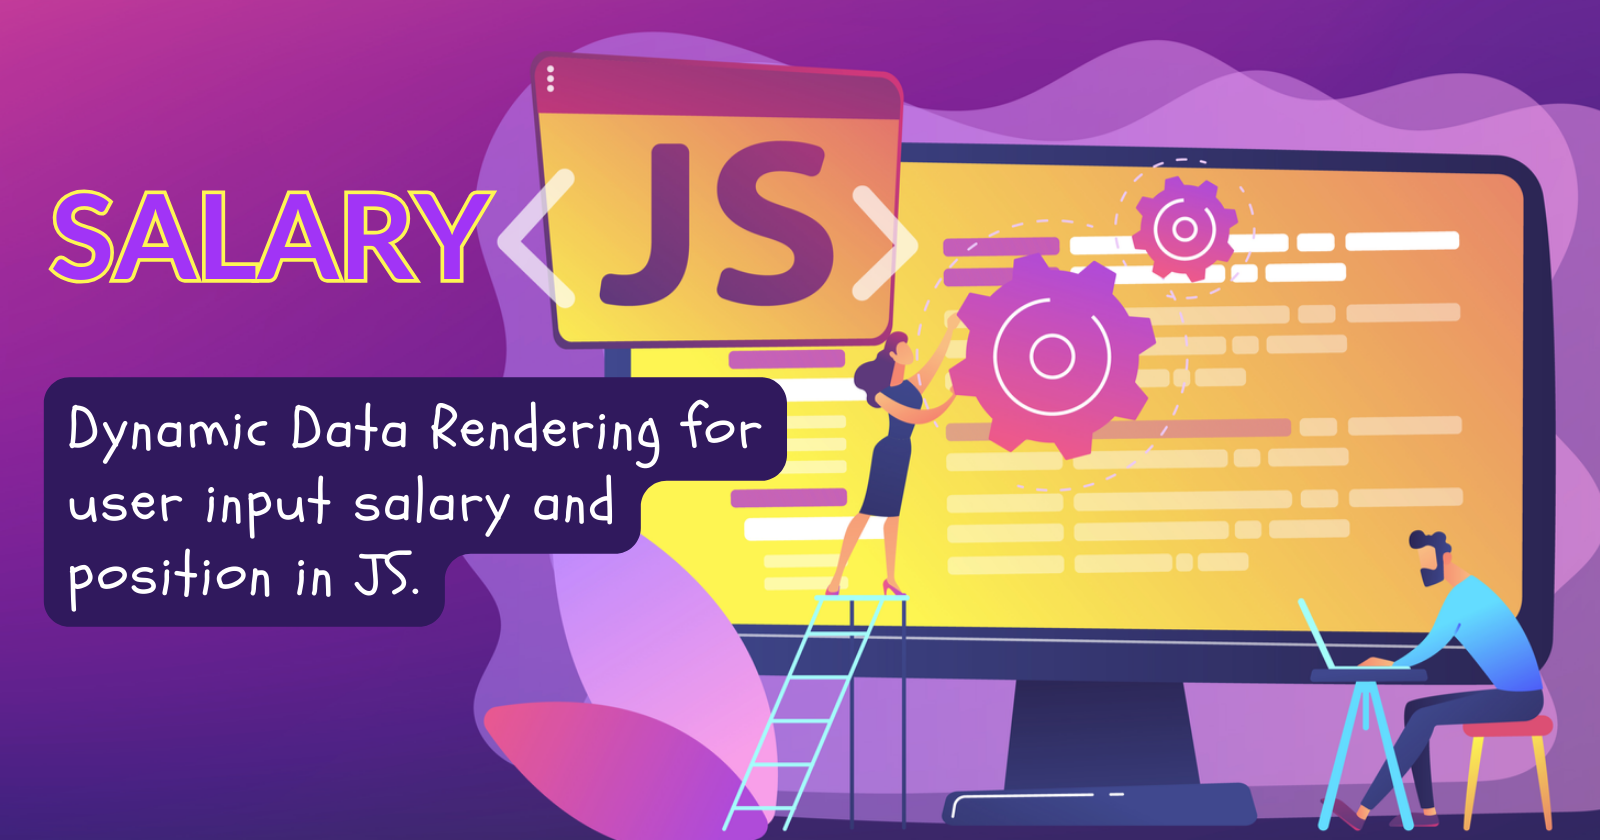 SALARY
JS
Dynamic Data Rendering for
user input salary and
position in JS.